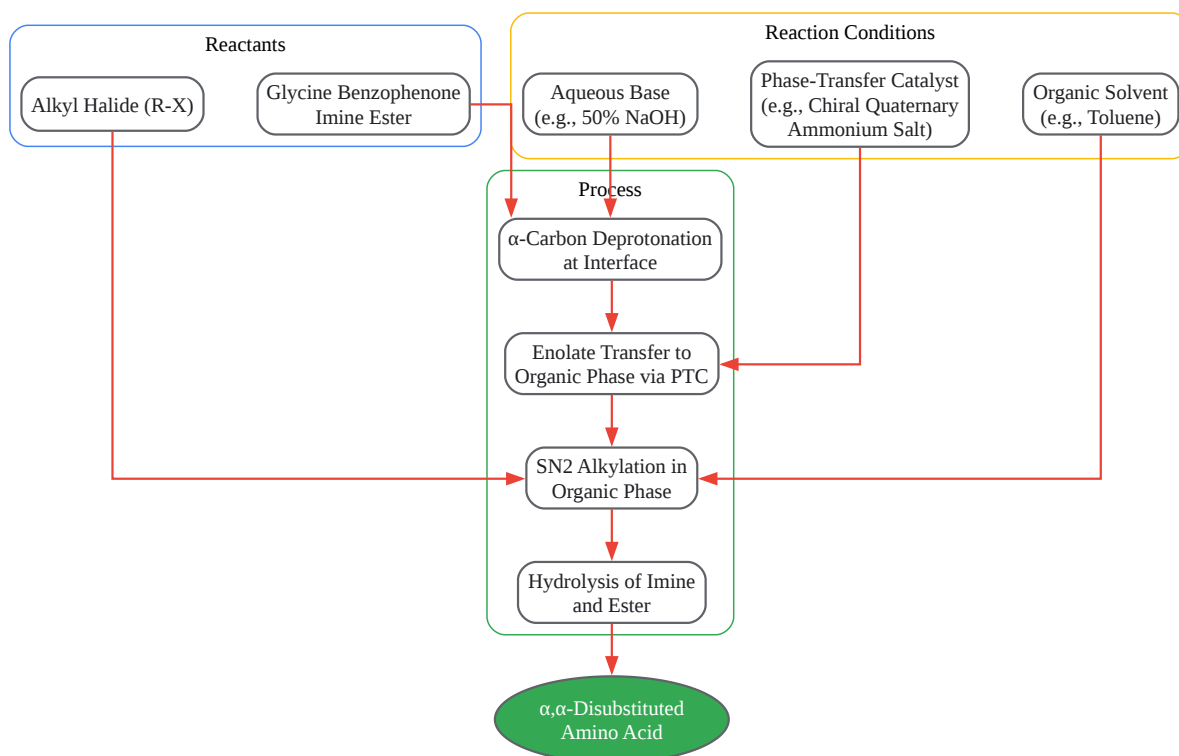 Reactants
Reaction Conditions
Alkyl Halide (R-X)
Glycine Benzophenone
Imine Ester
Aqueous Base
(e.g., 50% NaOH)
Phase-Transfer Catalyst
(e.g., Chiral Quaternary
Ammonium Salt)
Organic Solvent
(e.g., Toluene)
Process
α-Carbon Deprotonation
at Interface
Enolate Transfer to
Organic Phase via PTC
SN2 Alkylation in
Organic Phase
Hydrolysis of Imine
and Ester
α,α-Disubstituted
Amino Acid